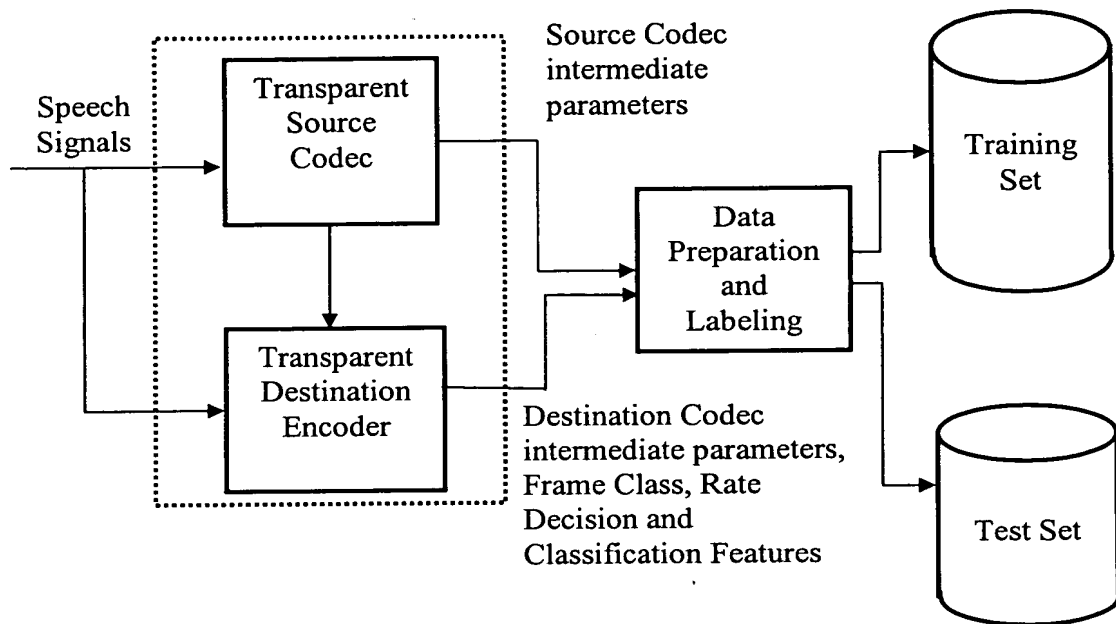 Speech
Signals
Transparent
Source
Codec
Source Codec
intermediate
parameters
Transparent
Destination
Encoder
Destination Codec
intermediate parameters,
Frame Class, Rate
Decision and
Classification Features
Data
Preparation
and
Labeling
Training
Set
Test Set